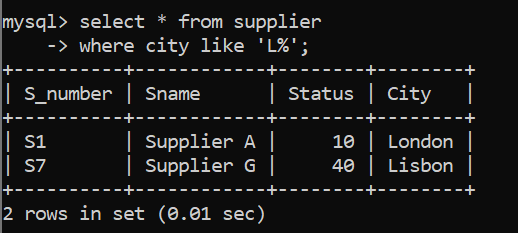 mysql> select * from supplier
    -> where city like 'L%';
+----------+------------+--------+--------+
| S_number | Sname      | Status | City   |
+----------+------------+--------+--------+
| S1       | Supplier A |     10 | London |
| S7       | Supplier G |     40 | Lisbon |
+----------+------------+--------+--------+
2 rows in set (0.01 sec)